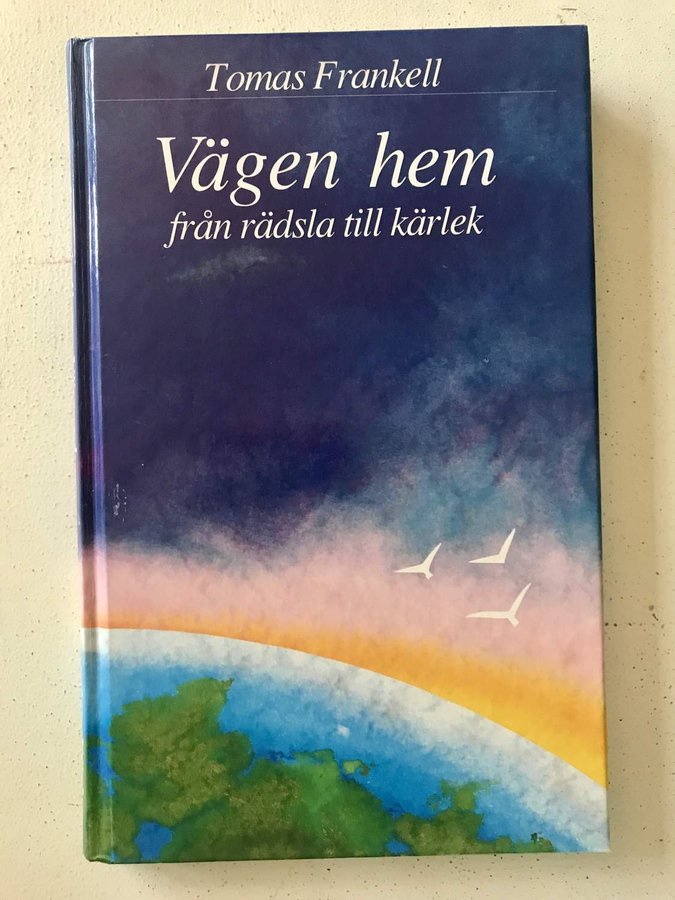 Tomas Frankell
Vägen hem
från rädsla till kärlek